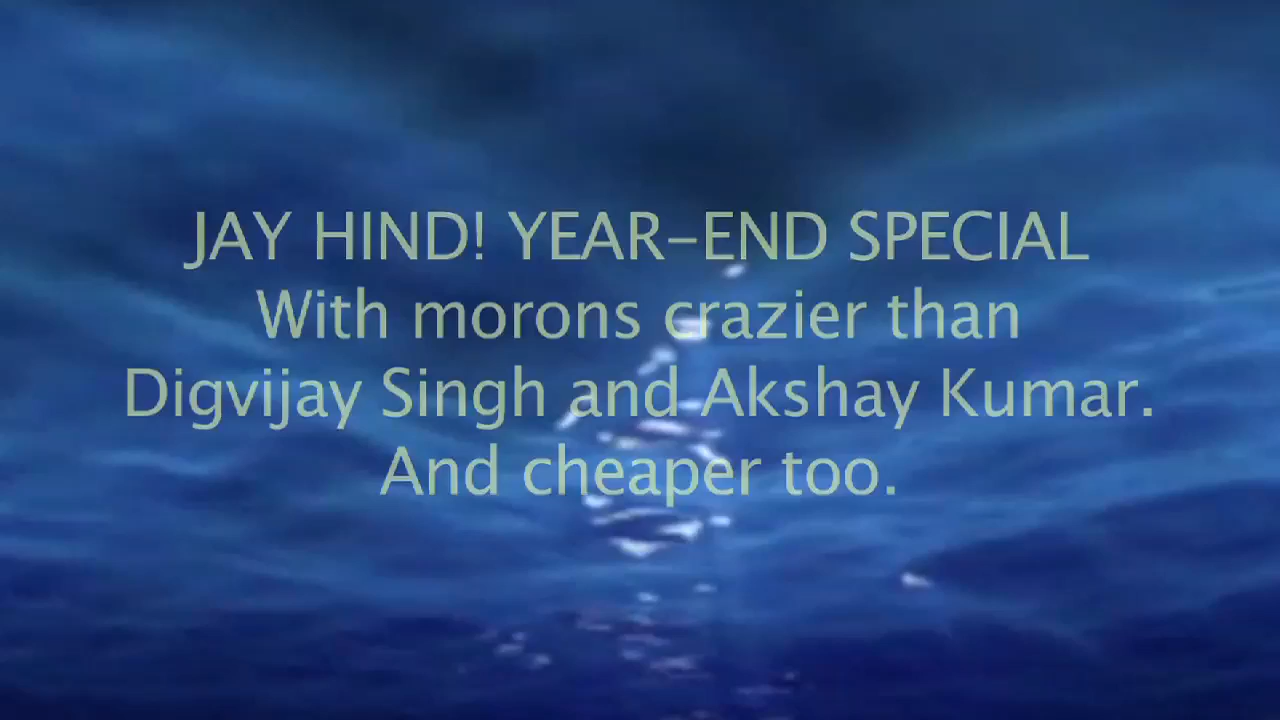 JAY HIND! YEAR-END SPECIAL
With morons crazier than
Digvijay Singh and Akshay Kumar.
And cheaper too.